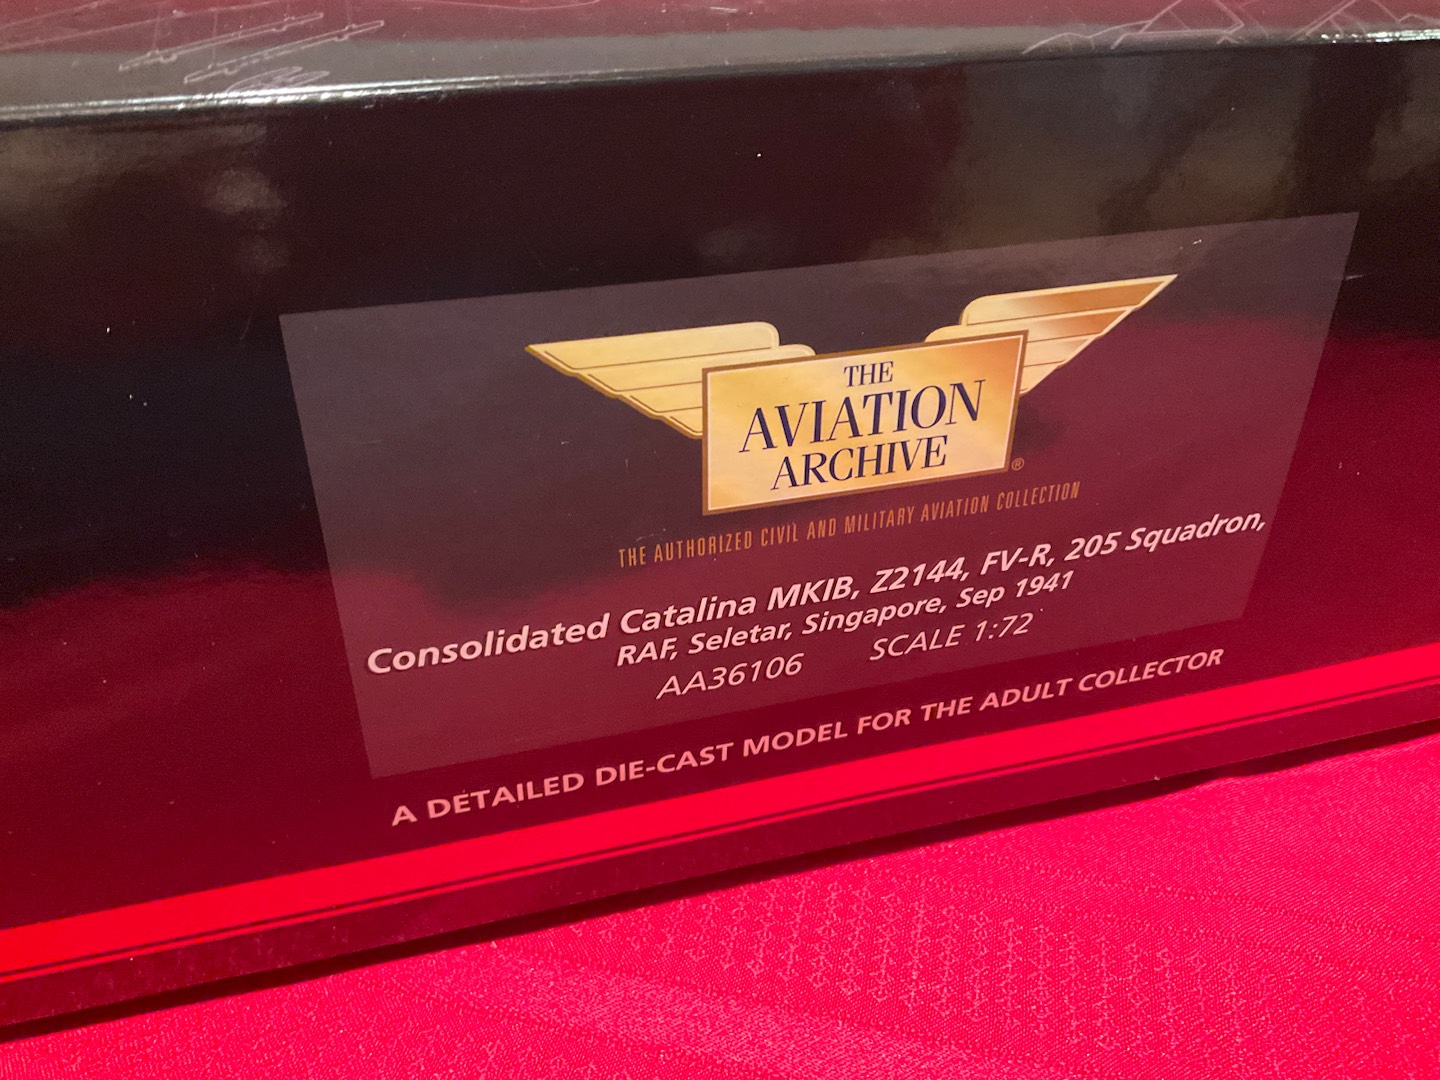 THE
AVIATION
ARCHIVE
®
THE AUTHORIZED CIVIL AND MILITARY AVIATION COLLECTION
Consolidated Catalina MKIB, Z2144, FV-R, 205 Squadron,
RAF, Seletar, Singapore, Sep 1941
AA36106 SCALE 1:72
A DETAILED DIE-CAST MODEL FOR THE ADULT COLLECTOR